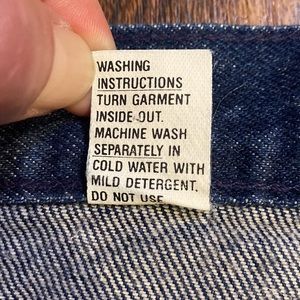 WASHING
INSTRUCTIONS
TURN GARMENT
INSIDE OUT.
MACHINE WASH
SEPARATELY IN
COLD WATER WITH
MILD DETERGENT.
DO NOT USE